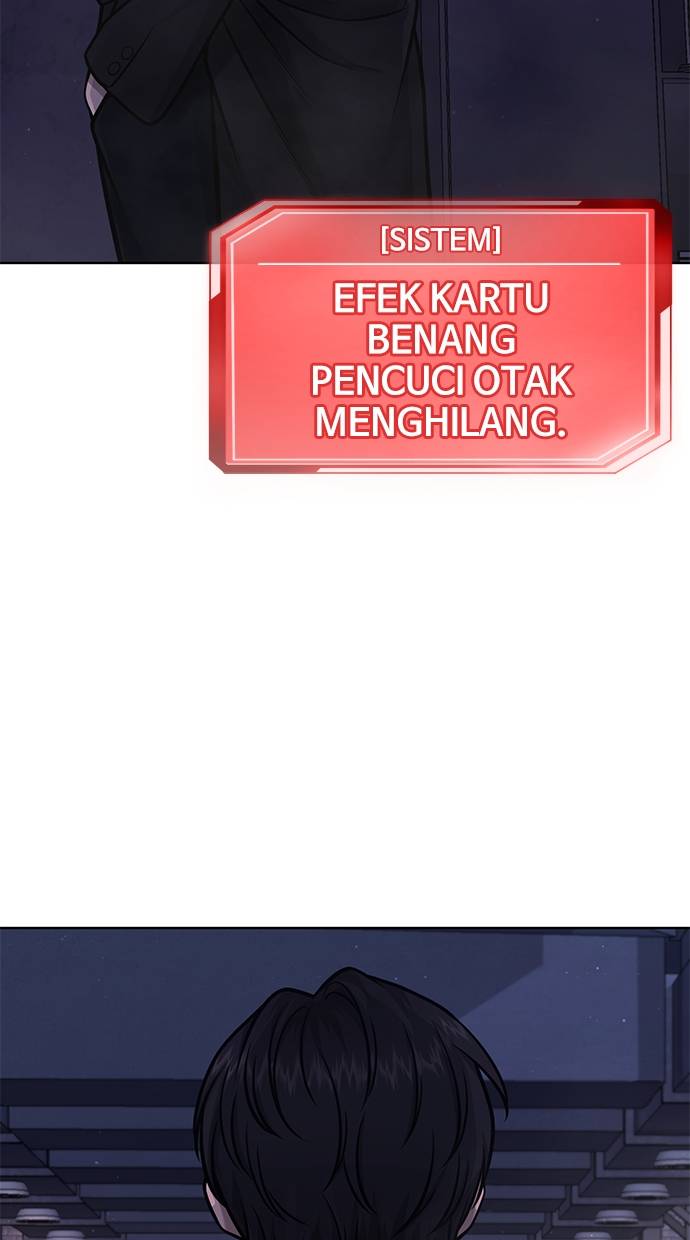 [SISTEM]
EFEK KARTU
BENANG
PENCUCI OTAK
MENGHILANG.